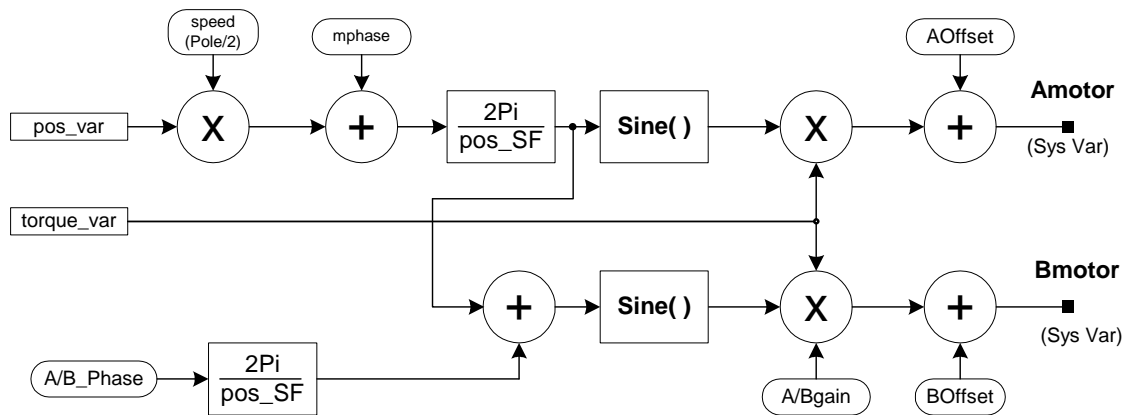 speed
(Pole/2)
mphase
AOffset
Amotor
pos_var
X
+
2Pi
pos_SF
Sine( )
X
+
(Sys Var)
torque_var
Bmotor
+
Sine( )
X
+
(Sys Var)
A/B_Phase
2Pi
pos_SF
A/Bgain
BOffset